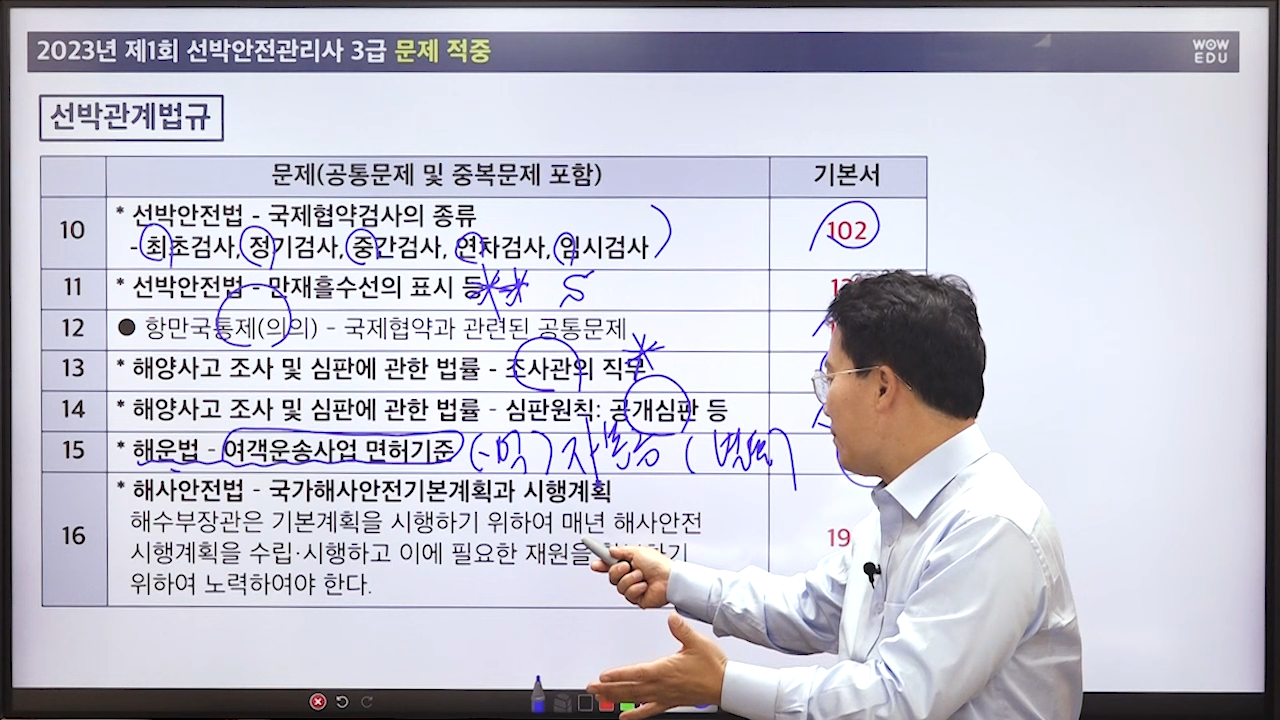 2023년 제1회 선박안전관리사 3급 문제 적중
WOW
EDU
선박관계법규
문제(공통문제 및 중복문제 포함) 기본서
10 * 선박안전법 - 국제협약검사의 종류
- 최초검사, 정기검사, 중간검사, 연차검사, 임시검사 102
11 * 선박안전법 - 만재흘수선의 표시 등
12 ● 항만국통제(의의) - 국제협약과 관련된 공통문제
13 * 해양사고 조사 및 심판에 관한 법률 - 조사관의 직무
14 * 해양사고 조사 및 심판에 관한 법률 - 심판원칙: 공개심판 등
15 * 해운법 - 여객운송사업 면허기준
16 * 해사안전법 - 국가해사안전기본계획과 시행계획
해수부장관은 기본계획을 시행하기 위하여 매년 해사안전
시행계획을 수립·시행하고 이에 필요한 재원을
위하여 노력하여야 한다.